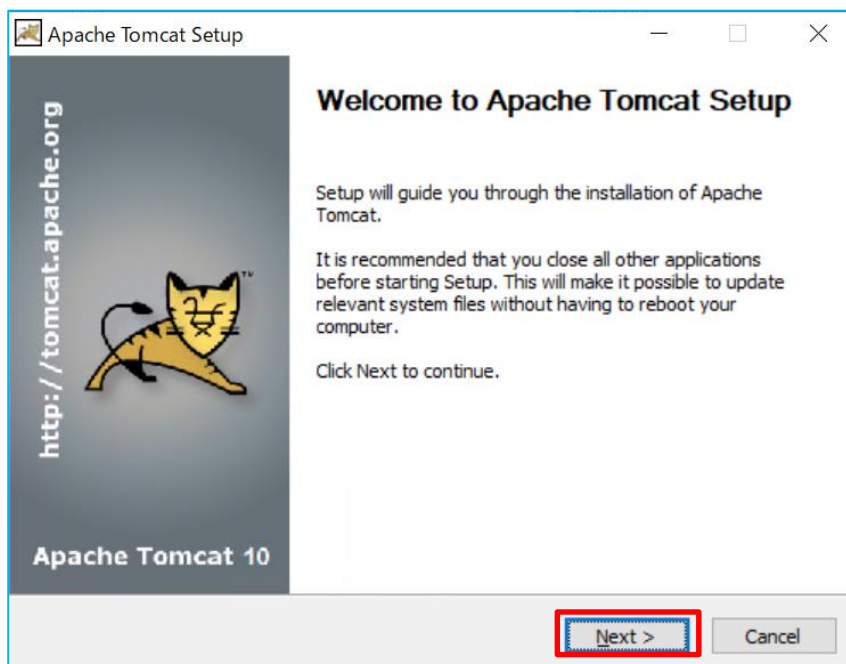 Apache Tomcat Setup
http://tomcat.apache.org
Apache Tomcat 10
Welcome to Apache Tomcat Setup
Setup will guide you through the installation of Apache
Tomcat.
It is recommended that you close all other applications
before starting Setup. This will make it possible to update
relevant system files without having to reboot your
computer.
Click Next to continue.
TM
Next >
Cancel